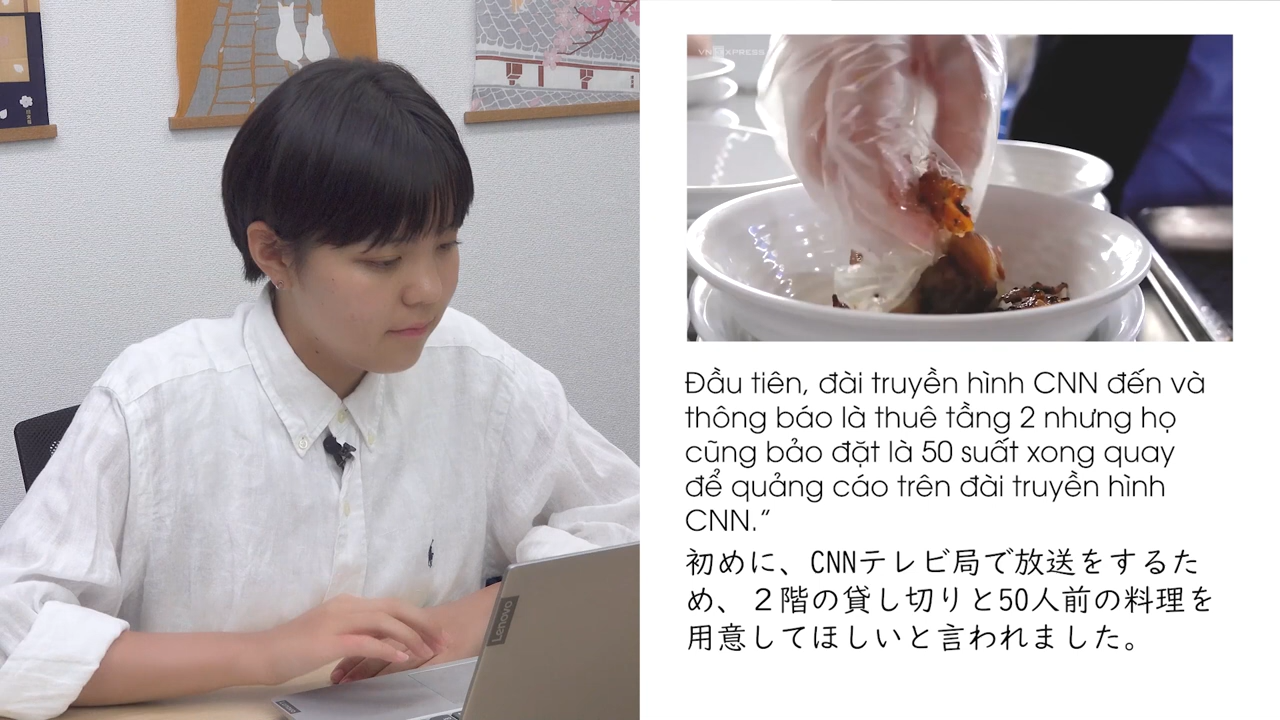 VNEXPRESS
Đầu tiên, đài truyền hình CNN đến và
thông báo là thuê tầng 2 nhưng họ
cũng bảo đặt là 50 suất xong quay
để quảng cáo trên đài truyền hình
CNN.”
初めに、CNNテレビ局で放送をするた
め、２階の貸し切りと50人前の料理を
用意してほしいと言われました。
Lenovo
Lenovo